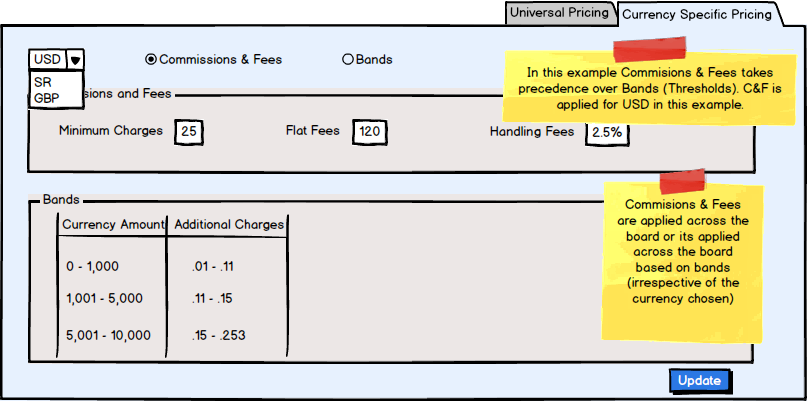 Universal Pricing
Currency Specific Pricing
USD
Commissions & Fees
Bands
SR
GBP
sions and Fees
In this example Commisions & Fees takes
precedence over Bands (Thresholds). C&F is
applied for USD in this example.
Minimum Charges
25
Flat Fees
120
Handling Fees
2.5%
Bands
Currency Amount
Additional Charges
0 - 1,000
.01 - .11
1,001 - 5,000
.11 - .15
5,001 - 10,000
.15 - .253
Commisions & Fees
are applied across the
board or its applied
across the board
based on bands
(irrespective of the
currency chosen)
Update